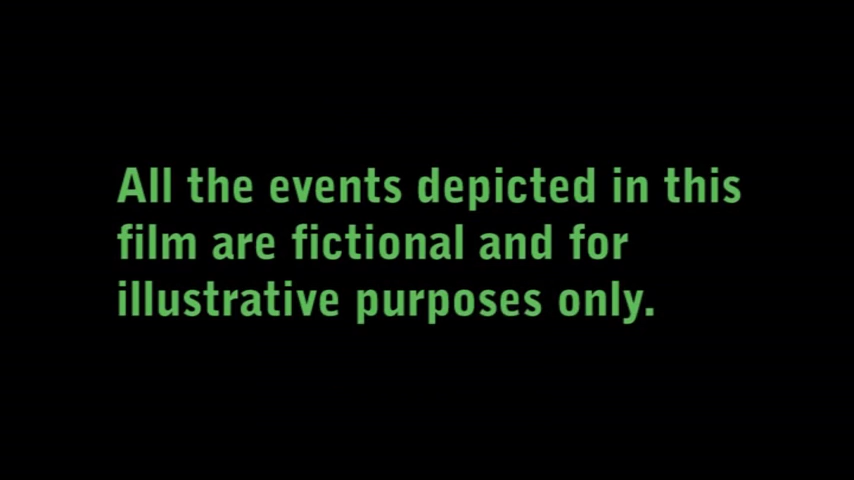 All the events depicted in this
film are fictional and for
illustrative purposes only.